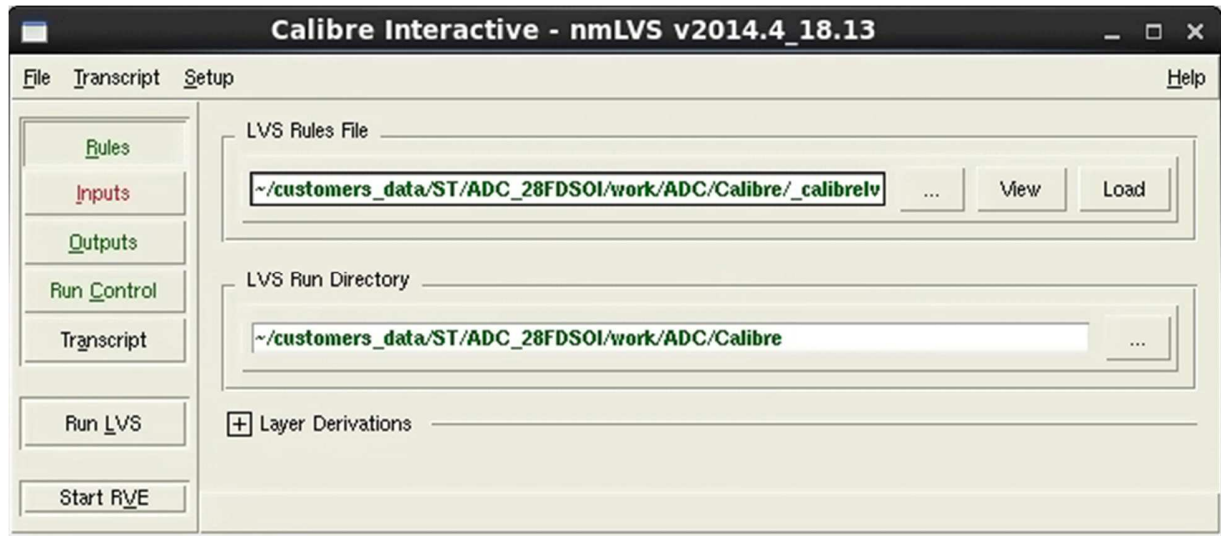 Calibre Interactive - nmLVS v2014.4_18.13
File Transcript Setup Help
Rules
Inputs
Outputs
Run Control
Transcript
Run LVS
Start RVE
LVS Rules File
~/customers_data/ST/ADC_28FDSOI/work/ADC/Calibre/_calibrelv ... View Load
LVS Run Directory
~/customers_data/ST/ADC_28FDSOI/work/ADC/Calibre ...
+ Layer Derivations